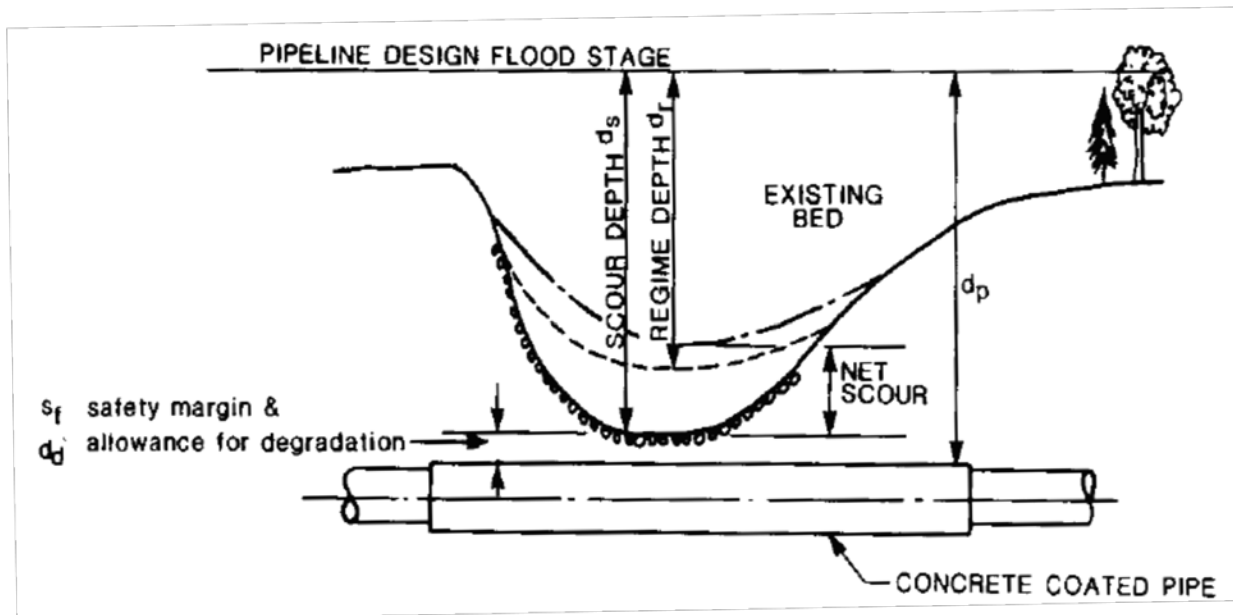 PIPELINE DESIGN FLOOD STAGE
SCOUR DEPTH ds
REGIME DEPTH dr
EXISTING
BED
dp
NET
SCOUR
sf safety margin &
dd allowance for degradation
CONCRETE COATED PIPE